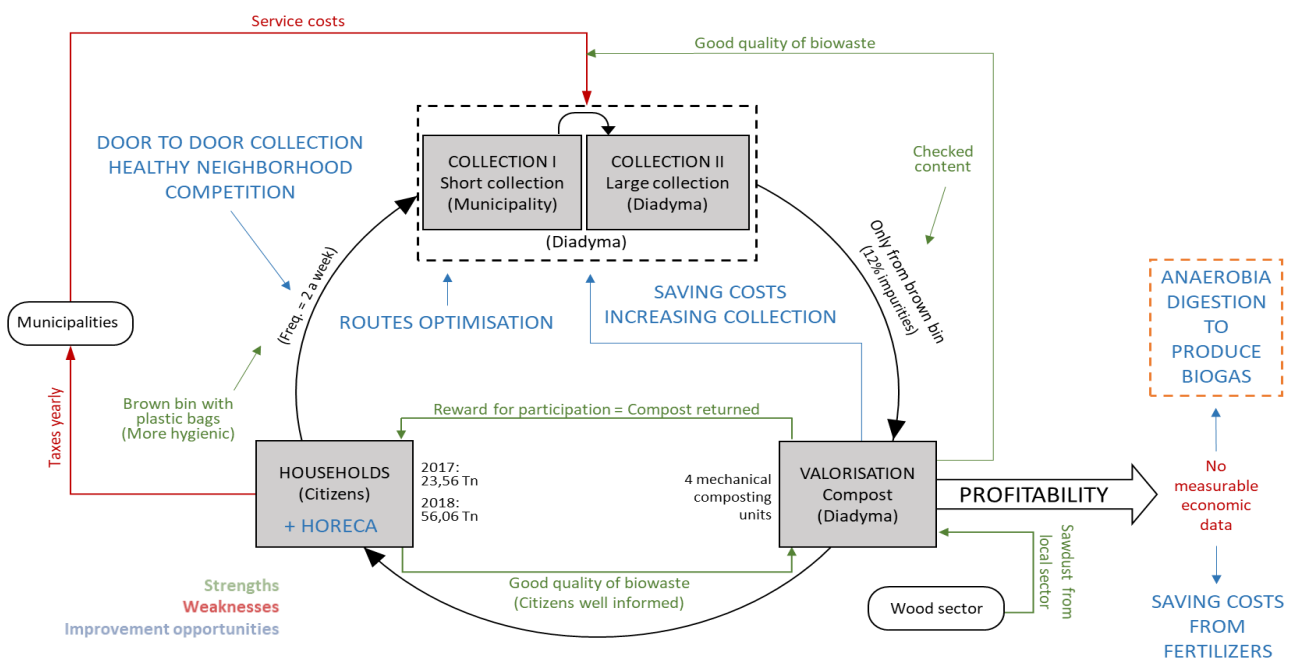 Service costs
Good quality of biowaste
DOOR TO DOOR COLLECTION
HEALTHY NEIGHBORHOOD
COMPETITION
COLLECTION I
Short collection
(Municipality)
COLLECTION II
Large collection
(Diadyma)
(Diadyma)
Checked
content
Only from brown bin
(12% impurities)
(Freq. = 2 a week)
Municipalities
ROUTES OPTIMISATION
SAVING COSTS
INCREASING COLLECTION
ANAEROBIA
DIGESTION
TO
PRODUCE
BIOGAS
Taxes yearly
Brown bin with
plastic bags
(More hygienic)
Reward for participation = Compost returned
HOUSEHOLDS
(Citizens)
+ HORECA
2017:
23,56 Tn
2018:
56,06 Tn
4 mechanical
composting
units
VALORISATION
Compost
(Diadyma)
PROFITABILITY
No
measurable
economic
data
Sawdust from
local sector
Good quality of biowaste
(Citizens well informed)
Wood sector
Strengths
Weaknesses
Improvement opportunities
SAVING COSTS
FROM
FERTILIZERS